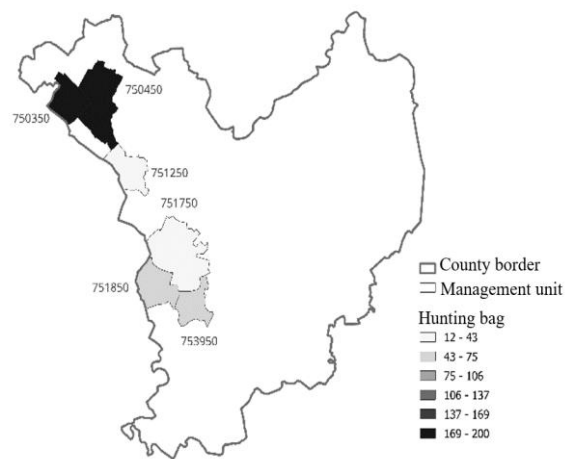 750450
750350
751250
751750
751850
753950
County border
Management unit
Hunting bag
12 - 43
43 - 75
75 - 106
106 - 137
137 - 169
169 - 200